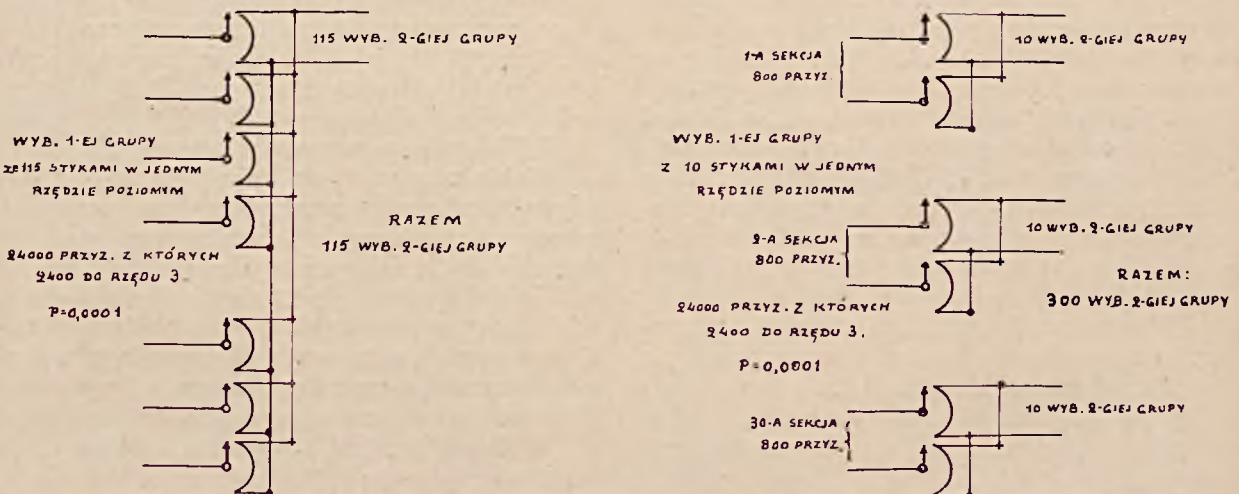 115 WYB. 2-GIEJ GRUPY
WYB. 1-EJ GRUPY
ZE 115 STYKAMI W JEDNYM
RZĘDZIE POZIOMYM
RAZEM
115 WYB. 2-GIEJ GRUPY
24000 PRZYZ. Z KTÓRYCH
2400 DO RZĘDU 3.
P=0,0001
1-A SEKCJA
800 PRZYZ.
10 WYB. 2-GIEJ GRUPY
WYB. 1-EJ GRUPY
Z 10 STYKAMI W JEDNYM
RZĘDZIE POZIOMYM
2-A SEKCJA
800 PRZYZ.
10 WYB. 2-GIEJ GRUPY
RAZEM:
300 WYB. 2-GIEJ GRUPY
24000 PRZYZ. Z KTÓRYCH
2400 DO RZĘDU 3.
P=0,0001
30-A SEKCJA
800 PRZYZ.
10 WYB. 2-GIEJ GRUPY